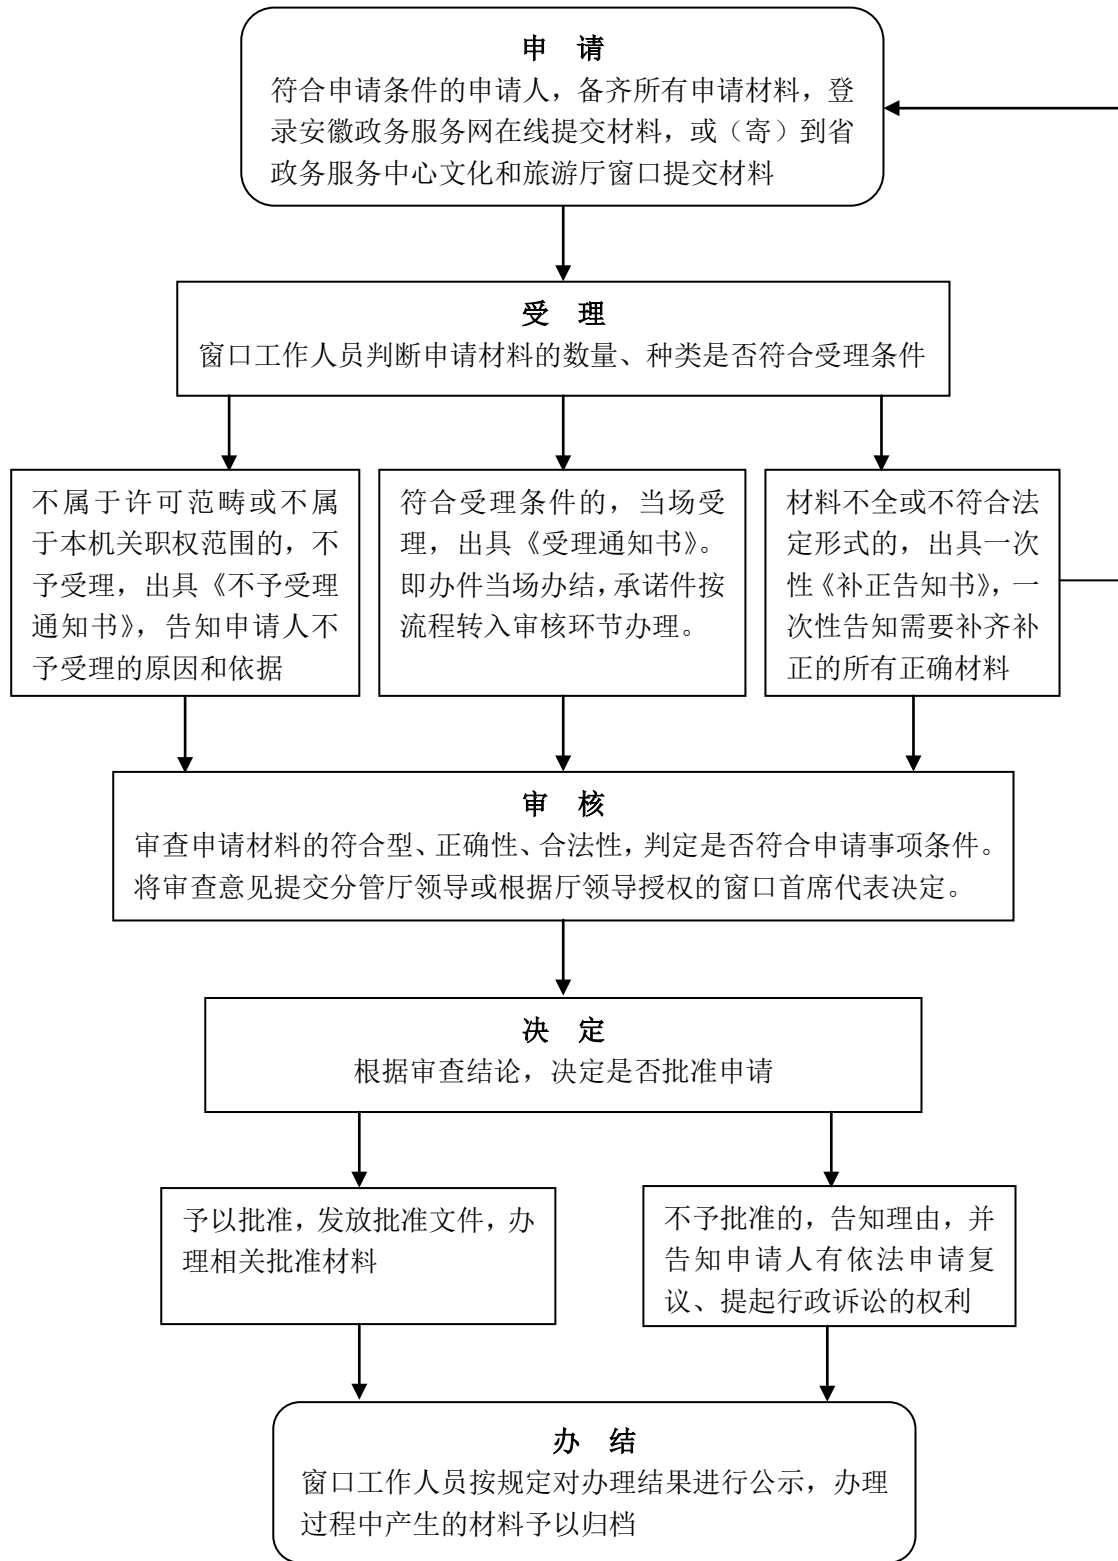 申 请
符合申请条件的申请人，备齐所有申请材料，登
录安徽政务服务网在线提交材料，或（寄）到省
政务服务中心文化和旅游厅窗口提交材料
受 理
窗口工作人员判断申请材料的数量、种类是否符合受理条件
不属于许可范畴或不属
于本机关职权范围的，不
予受理，出具《不予受理
通知书》，告知申请人不
予受理的原因和依据
符合受理条件的，当场受
理，出具《受理通知书》。
即办件当场办结，承诺件按
流程转入审核环节办理。
材料不全或不符合法
定形式的，出具一次
性《补正告知书》，一
次性告知需要补齐补
正的所有正确材料
审 核
审查申请材料的符合型、正确性、合法性，判定是否符合申请事项条件。
将审查意见提交分管厅领导或根据厅领导授权的窗口首席代表决定。
决 定
根据审查结论，决定是否批准申请
予以批准，发放批准文件，办
理相关批准材料
不予批准的，告知理由，并
告知申请人有依法申请复
议、提起行政诉讼的权利
办 结
窗口工作人员按规定对办理结果进行公示，办理
过程中产生的材料予以归档